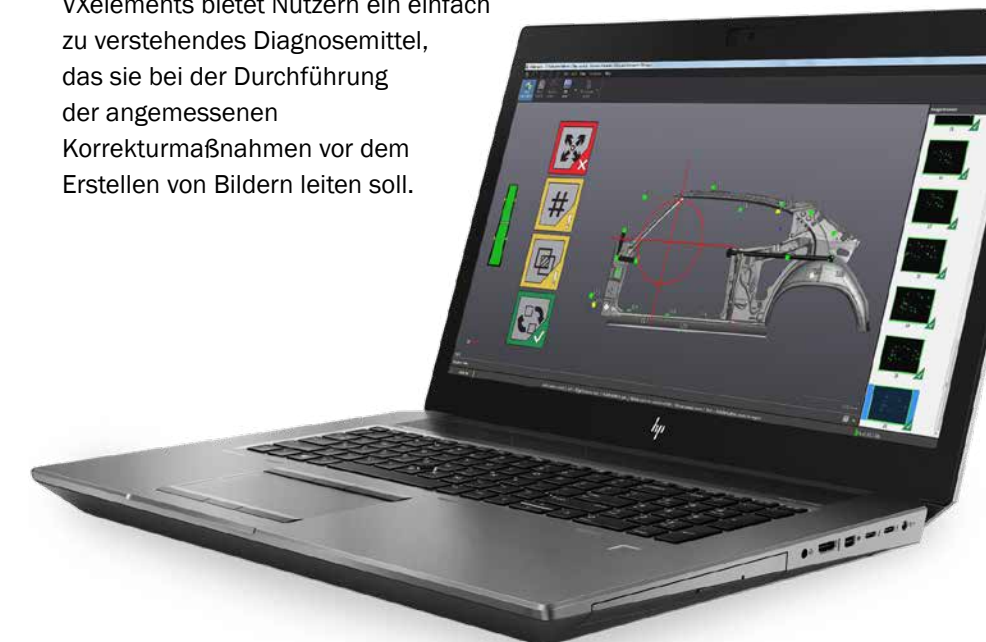 VXelements bietet Nutzern ein einfach
zu verstehendes Diagnosemittel,
das sie bei der Durchführung
der angemessenen
Korrekturmaßnahmen vor dem
Erstellen von Bildern leiten soll.
#
hp